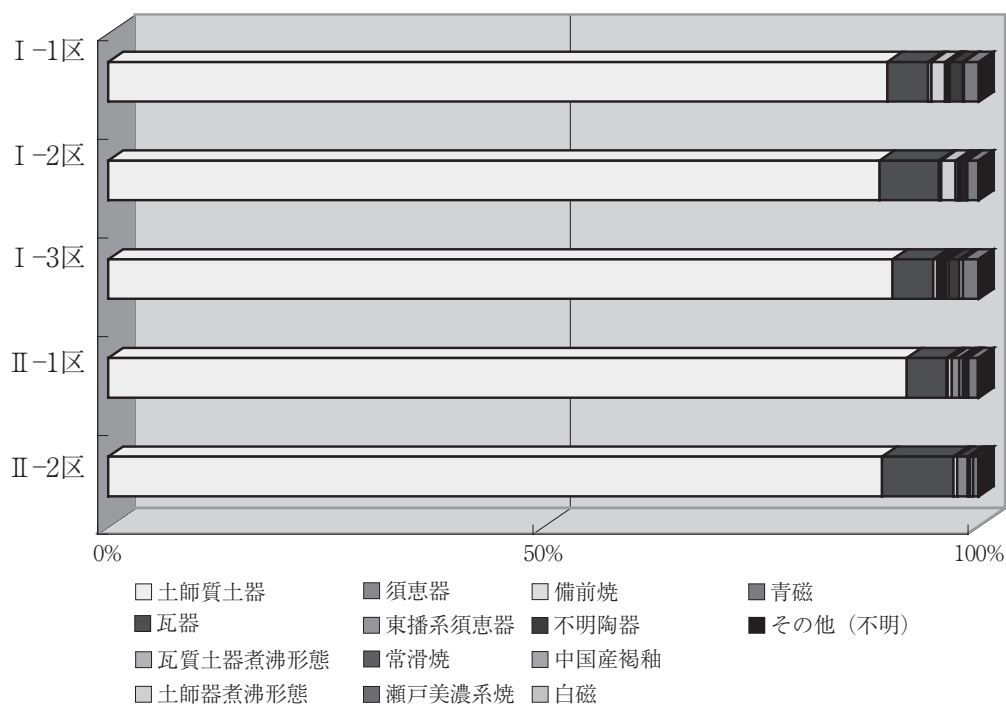 Ⅰ-1区
Ⅰ-2区
Ⅰ-3区
Ⅱ-1区
Ⅱ-2区
0% 50% 100%
土師質土器 須恵器 備前焼 青磁
瓦器 東播系須恵器 不明陶器 その他（不明）
瓦質土器煮沸形態 常滑焼 中国産褐釉
土師器煮沸形態 瀬戸美濃系焼 白磁